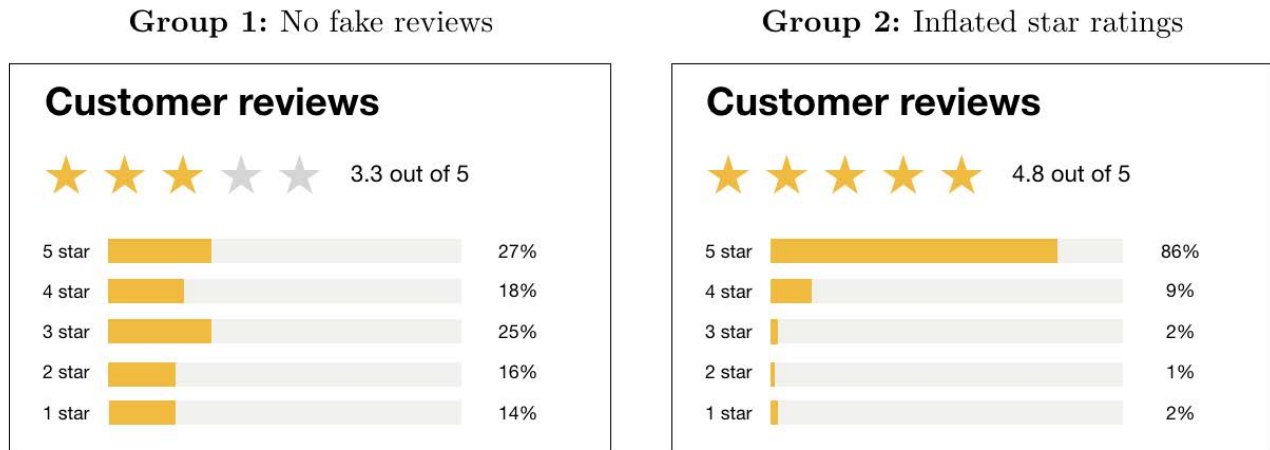 Group 1: No fake reviews
Customer reviews
3.3 out of 5
5 star 27%
4 star 18%
3 star 25%
2 star 16%
1 star 14%
Group 2: Inflated star ratings
Customer reviews
4.8 out of 5
5 star 86%
4 star 9%
3 star 2%
2 star 1%
1 star 2%